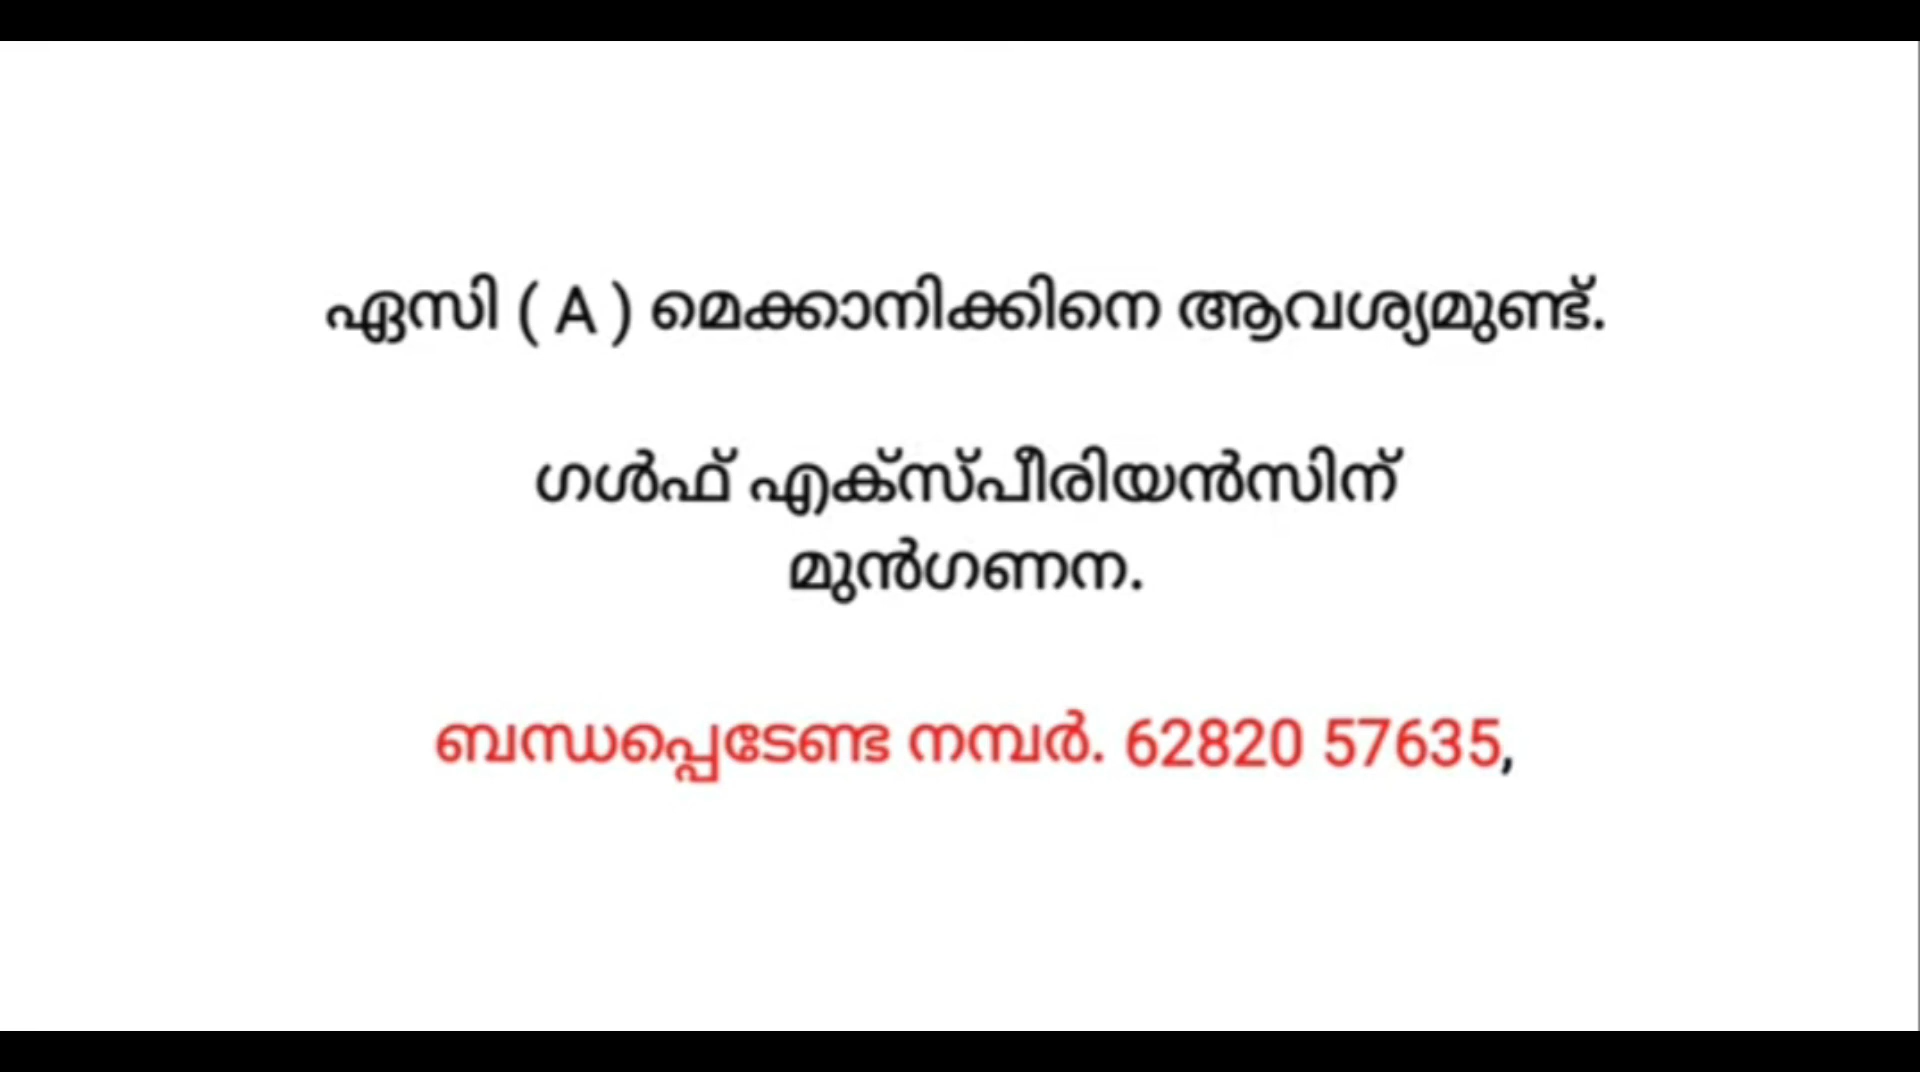 ഏസി ( A ) മെക്കാനിക്കിനെ ആവശ്യമുണ്ട്.
ഗൾഫ് എക്സ്പീരിയൻസിന്
മുൻഗണന.
ബന്ധപ്പെടേണ്ട നമ്പർ. 62820 57635,